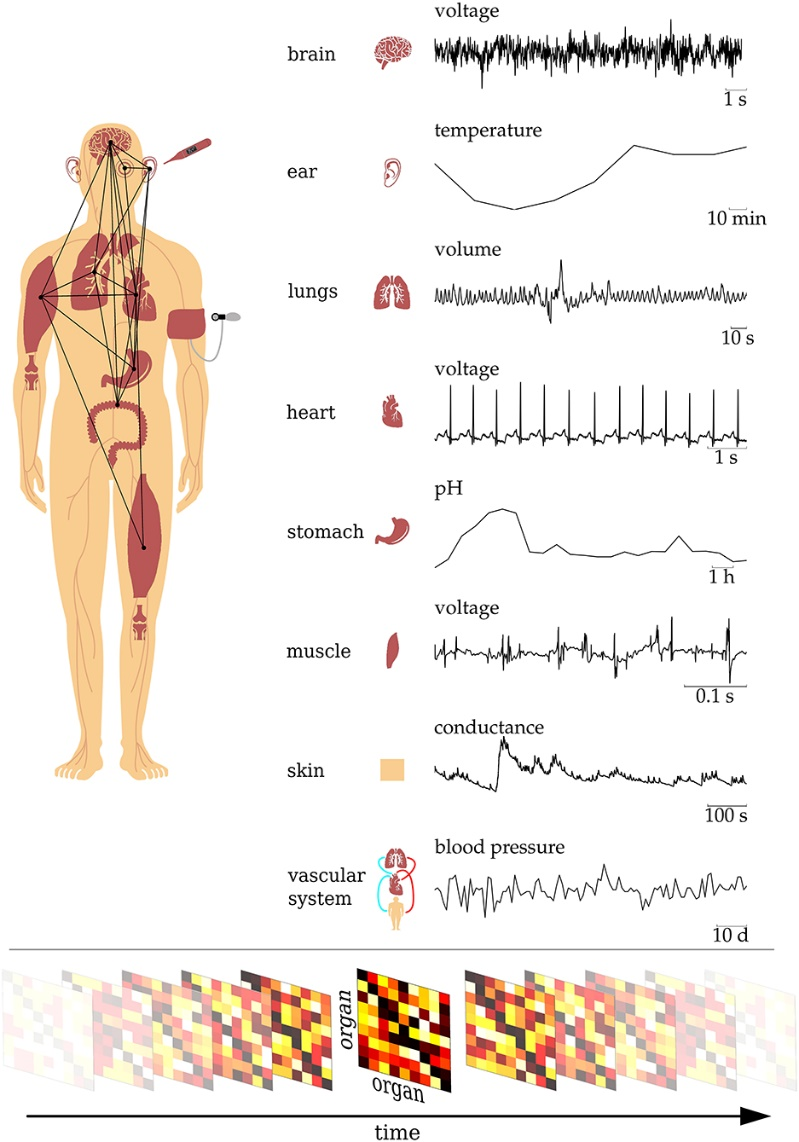 voltage
brain
1 s
temperature
ear
10 min
volume
lungs
10 s
voltage
heart
1 s
pH
stomach
1 h
voltage
muscle
0.1 s
conductance
skin
100 s
blood pressure
vascular
system
10 d
organ
organ
time